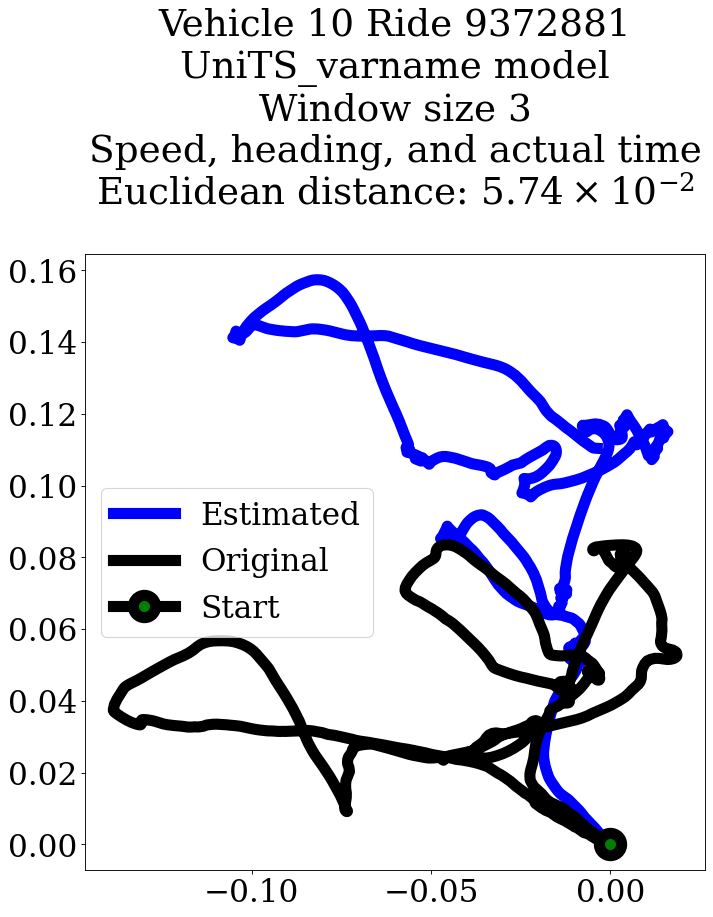 Vehicle 10 Ride 9372881
UniTS_varname model
Window size 3
Speed, heading, and actual time
Euclidean distance: 5.74 × 10⁻²
0.16
0.14
0.12
0.10
0.08
0.06
0.04
0.02
0.00
Estimated
Original
Start
−0.10
−0.05
0.00